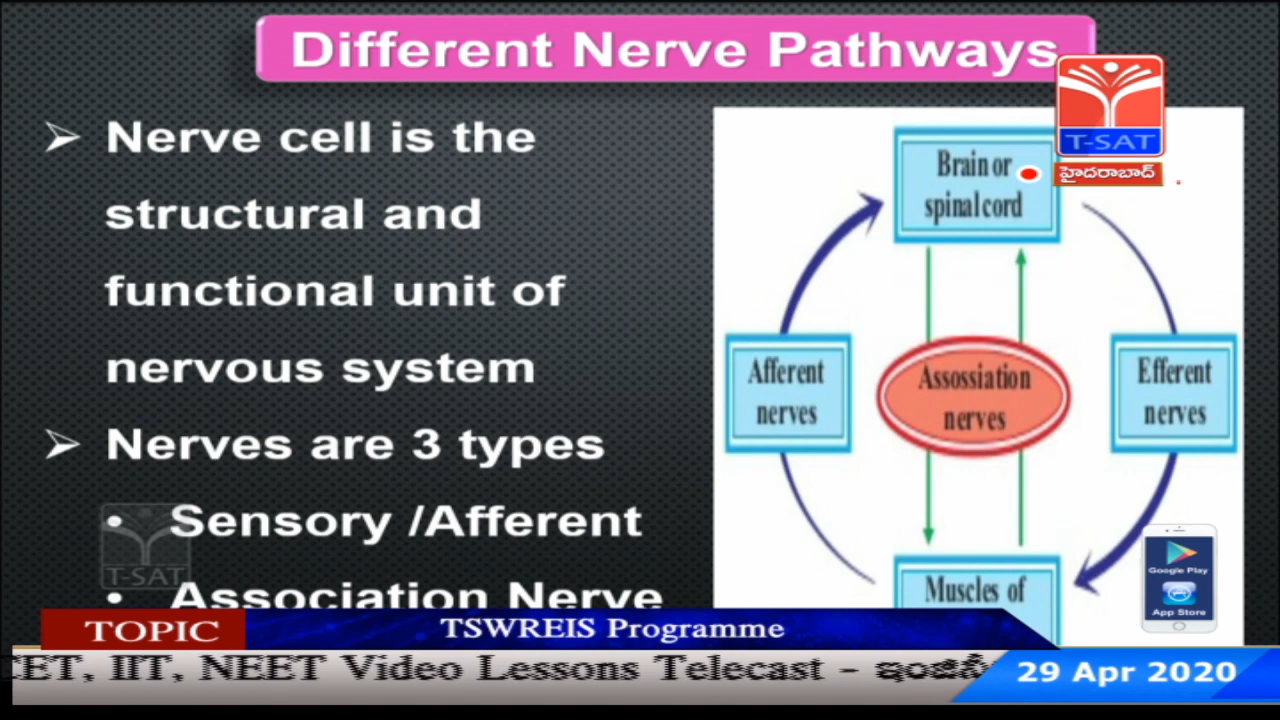 Different Nerve Pathways
T-SAT
హైదరాబాద్
Nerve cell is the
structural and
functional unit of
nervous system
Nerves are 3 types
Sensory /Afferent
Association Nerve
T-SAT
Brain or
spinal cord
Afferent
nerves
Assossiation
nerves
Efferent
nerves
Muscles of
Google Play
App Store
TOPIC
TSWREIS Programme
CET, IIT, NEET Video Lessons Telecast -
29 Apr 2020